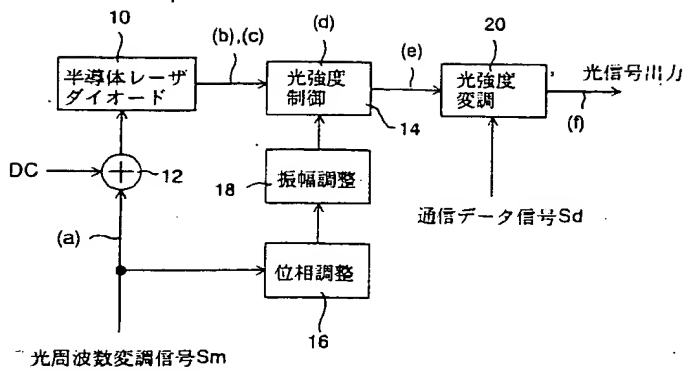 10
(b),(c)
(d)
(e)
20
半導体レーザ
ダイオード
光強度
制御
光強度
変調
光信号出力
(f)
14
DC
12
18
振幅調整
通信データ信号Sd
(a)
位相調整
16
光周波数変調信号Sm